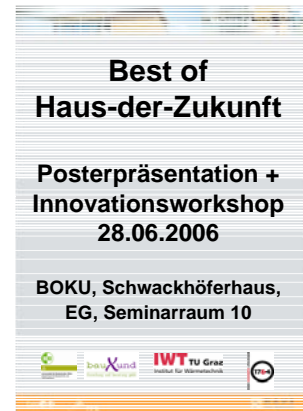 Best of
Haus-der-Zukunft
Posterpräsentation +
Innovationsworkshop
28.06.2006
BOKU, Schwackhöferhaus,
EG, Seminarraum 10
bauXund
IWT TU Graz
Institut für Wärmetechnik